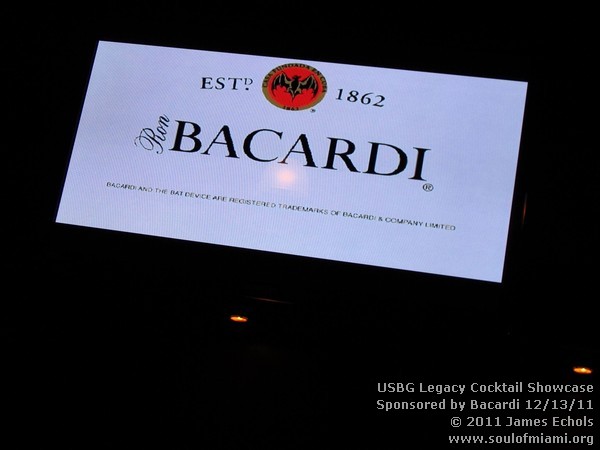 ESTD. 1862
Ron
BACARDI ®
BACARDI AND THE BAT DEVICE ARE REGISTERED TRADEMARKS OF BACARDI & COMPANY LIMITED
USBG Legacy Cocktail Showcase
Sponsored by Bacardi 12/13/11
© 2011 James Echols
www.soulofmiami.org